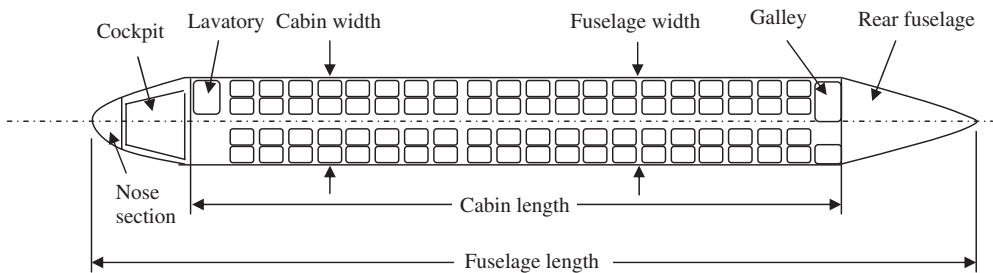 Cockpit
Lavatory
Cabin width
Fuselage width
Galley
Rear fuselage
Nose
section
Cabin length
Fuselage length